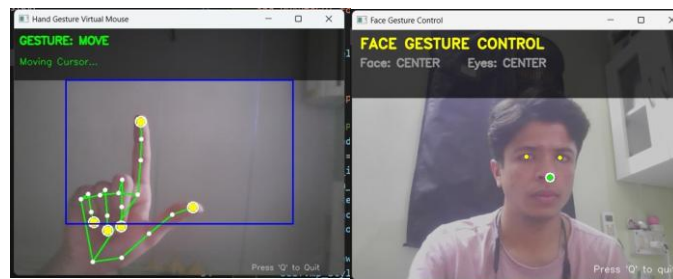 Hand Gesture Virtual Mouse
GESTURE: MOVE
Moving Cursor...
Press 'Q' to Quit
Face Gesture Control
FACE GESTURE CONTROL
Face: CENTER Eyes: CENTER
Press 'Q' to quit